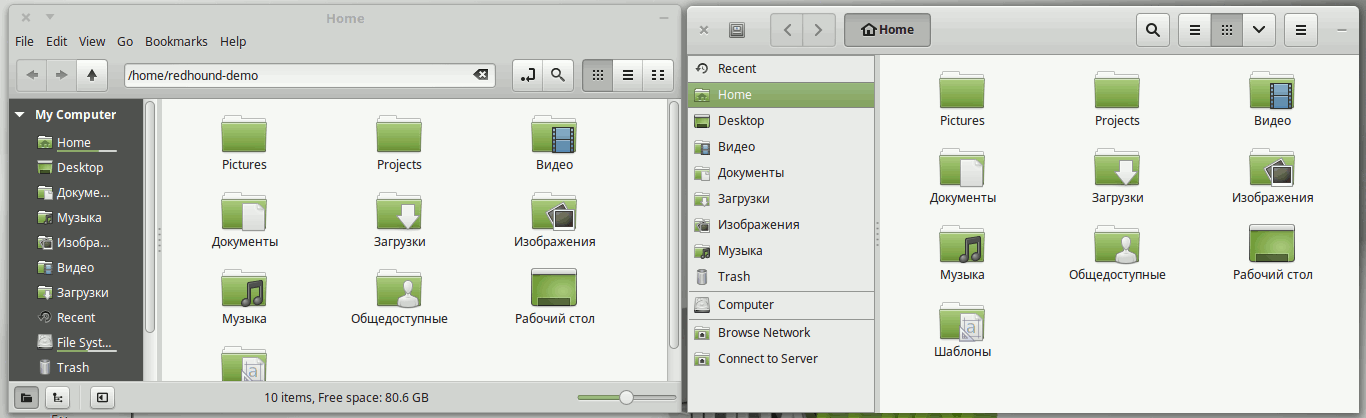 Home
File Edit View Go Bookmarks Help
/home/redhound-demo
My Computer
Home
Desktop
Докуме...
Музыка
Изобра...
Видео
Загрузки
Recent
File Syst...
Trash
Pictures Projects Видео
Документы Загрузки Изображения
Музыка Общедоступные Рабочий стол
a
10 items, Free space: 80.6 GB
Home
Recent
Home
Desktop
Видео
Документы
Загрузки
Изображения
Музыка
Trash
Computer
Browse Network
Connect to Server
Pictures Projects Видео
Документы Загрузки Изображения
Музыка Общедоступные Рабочий стол
a
Шаблоны